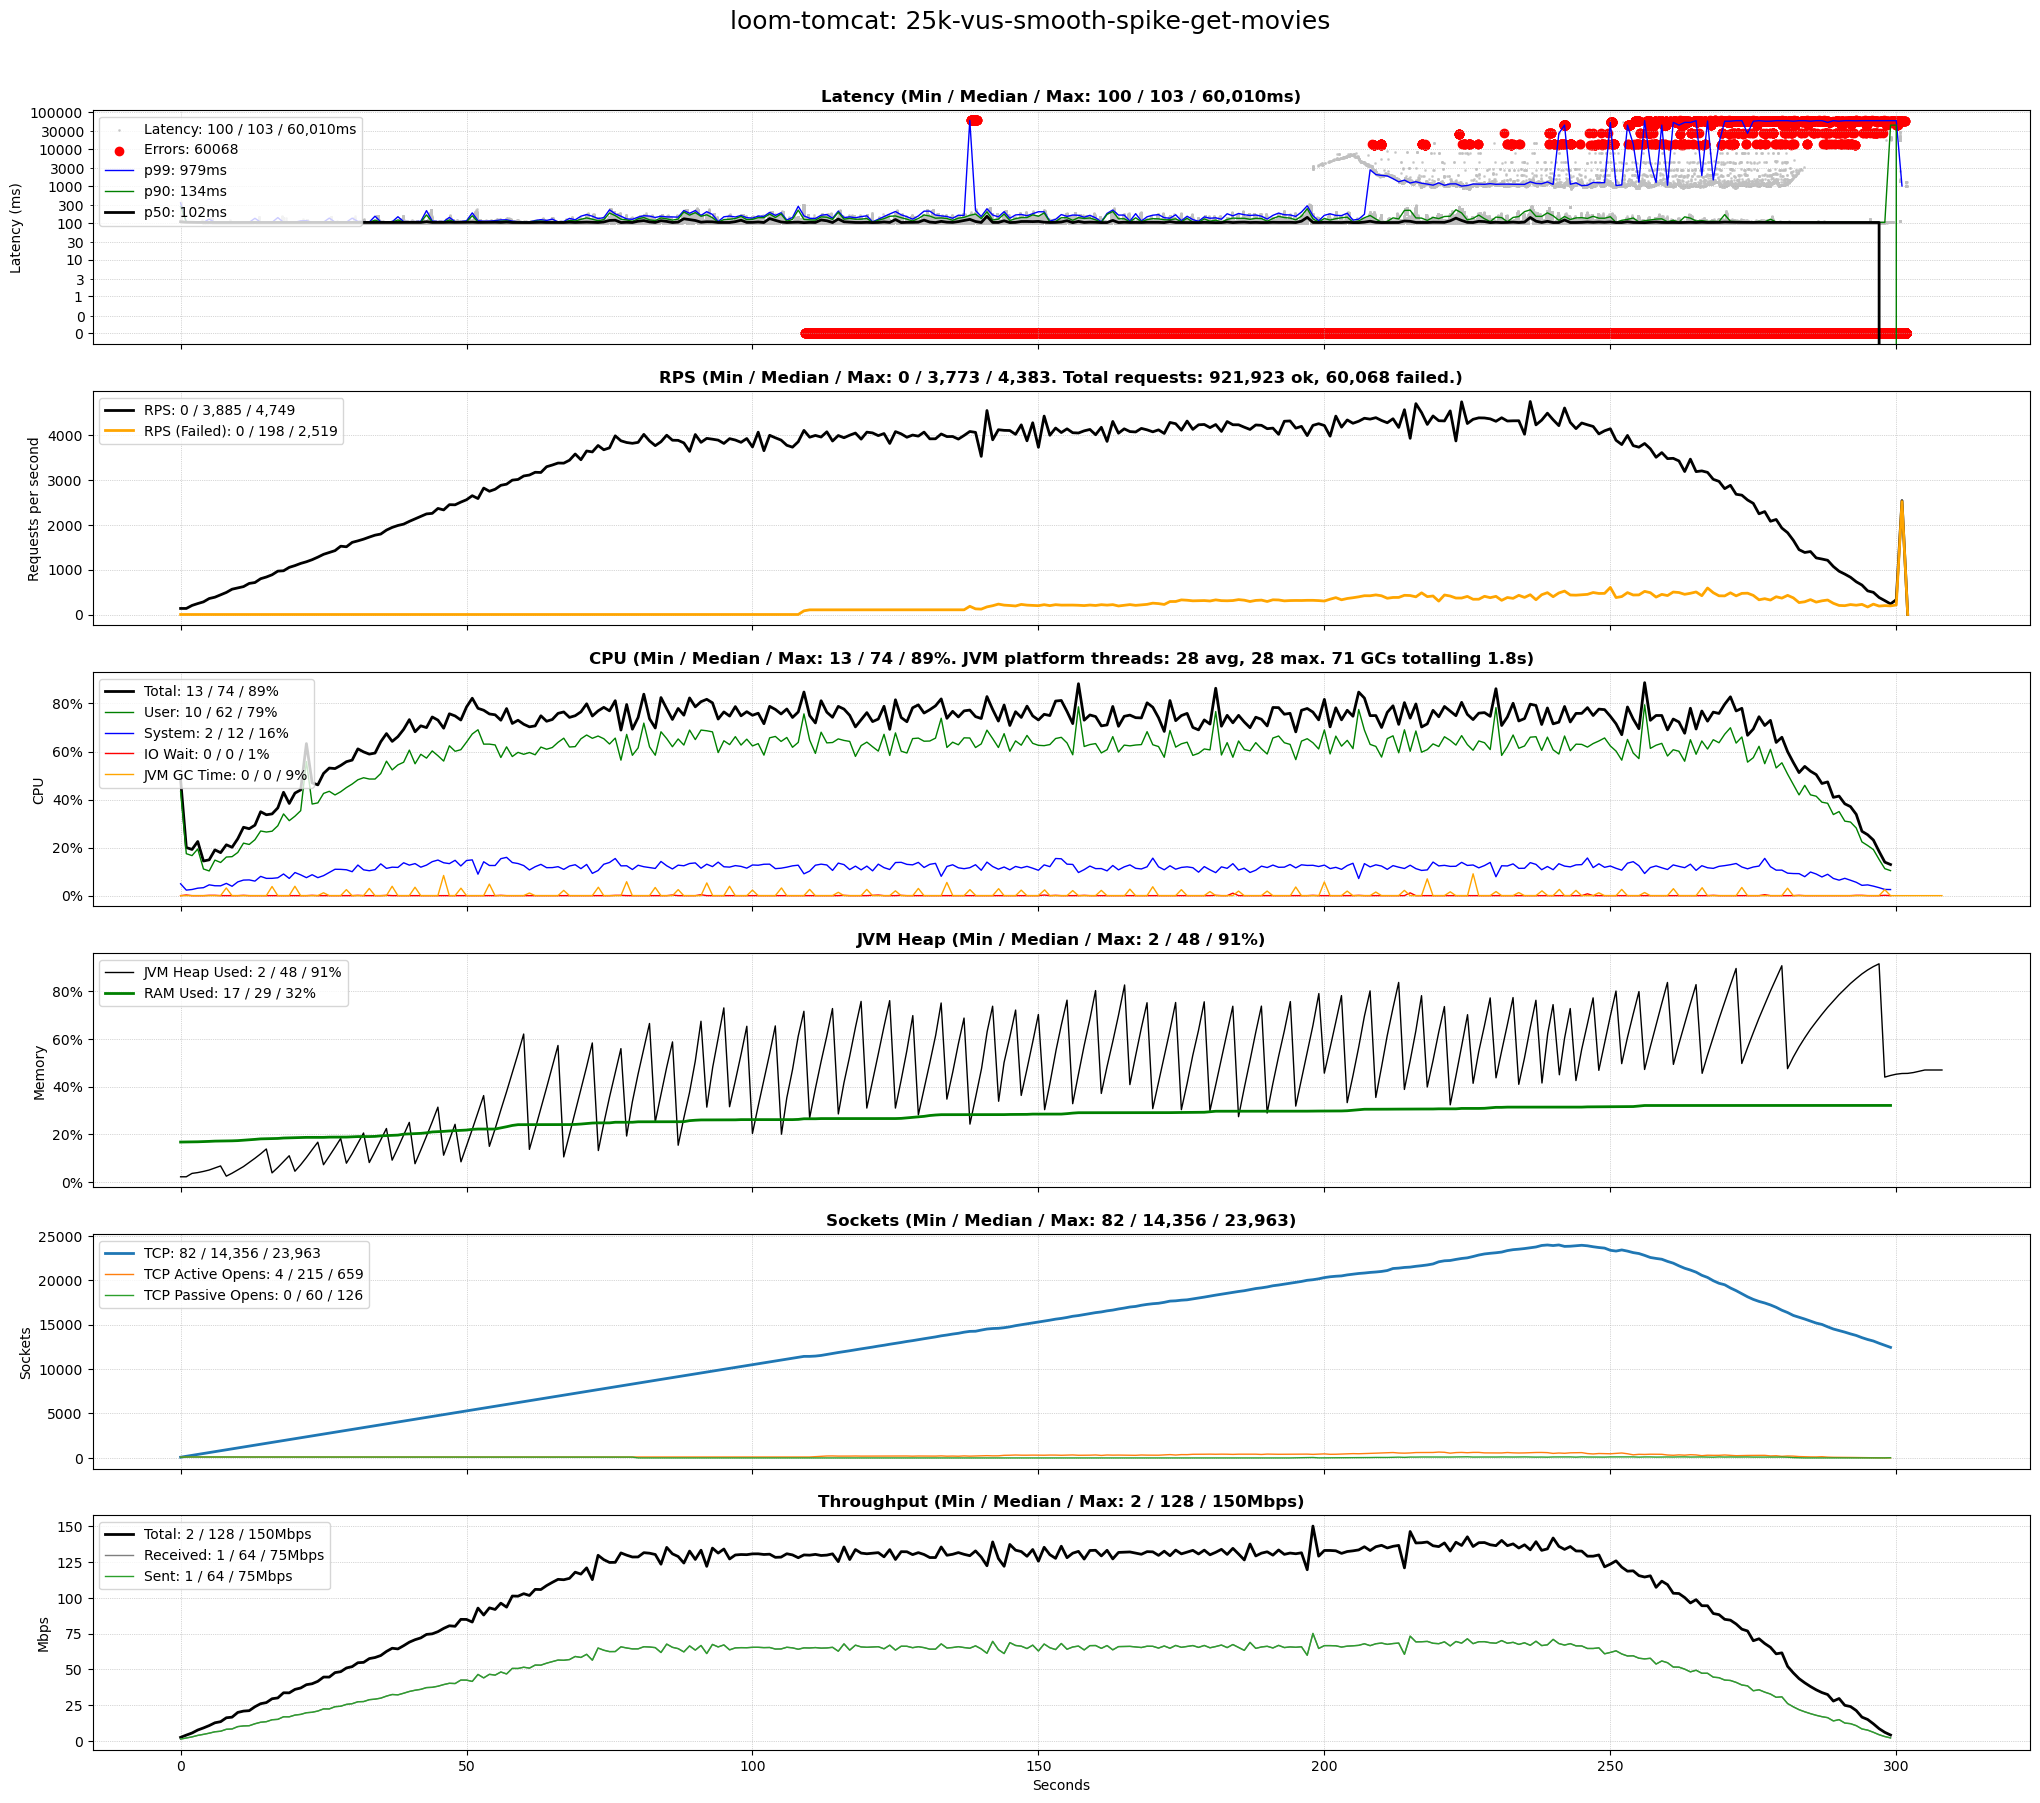 loom-tomcat: 25k-vus-smooth-spike-get-movies
Latency (Min / Median / Max: 100 / 103 / 60,010ms)
Latency (ms)
100000
30000
10000
3000
1000
300
100
30
10
3
1
0
0
Latency: 100 / 103 / 60,010ms
Errors: 60068
p99: 979ms
p90: 134ms
p50: 102ms
RPS (Min / Median / Max: 0 / 3,773 / 4,383. Total requests: 921,923 ok, 60,068 failed.)
Requests per second
4000
3000
2000
1000
0
RPS: 0 / 3,885 / 4,749
RPS (Failed): 0 / 198 / 2,519
CPU (Min / Median / Max: 13 / 74 / 89%. JVM platform threads: 28 avg, 28 max. 71 GCs totalling 1.8s)
CPU
80%
60%
40%
20%
0%
Total: 13 / 74 / 89%
User: 10 / 62 / 79%
System: 2 / 12 / 16%
IO Wait: 0 / 0 / 1%
JVM GC Time: 0 / 0 / 9%
JVM Heap (Min / Median / Max: 2 / 48 / 91%)
Memory
80%
60%
40%
20%
0%
JVM Heap Used: 2 / 48 / 91%
RAM Used: 17 / 29 / 32%
Sockets (Min / Median / Max: 82 / 14,356 / 23,963)
Sockets
25000
20000
15000
10000
5000
0
TCP: 82 / 14,356 / 23,963
TCP Active Opens: 4 / 215 / 659
TCP Passive Opens: 0 / 60 / 126
Throughput (Min / Median / Max: 2 / 128 / 150Mbps)
Mbps
150
125
100
75
50
25
0
Total: 2 / 128 / 150Mbps
Received: 1 / 64 / 75Mbps
Sent: 1 / 64 / 75Mbps
0 50 100 150 200 250 300
Seconds